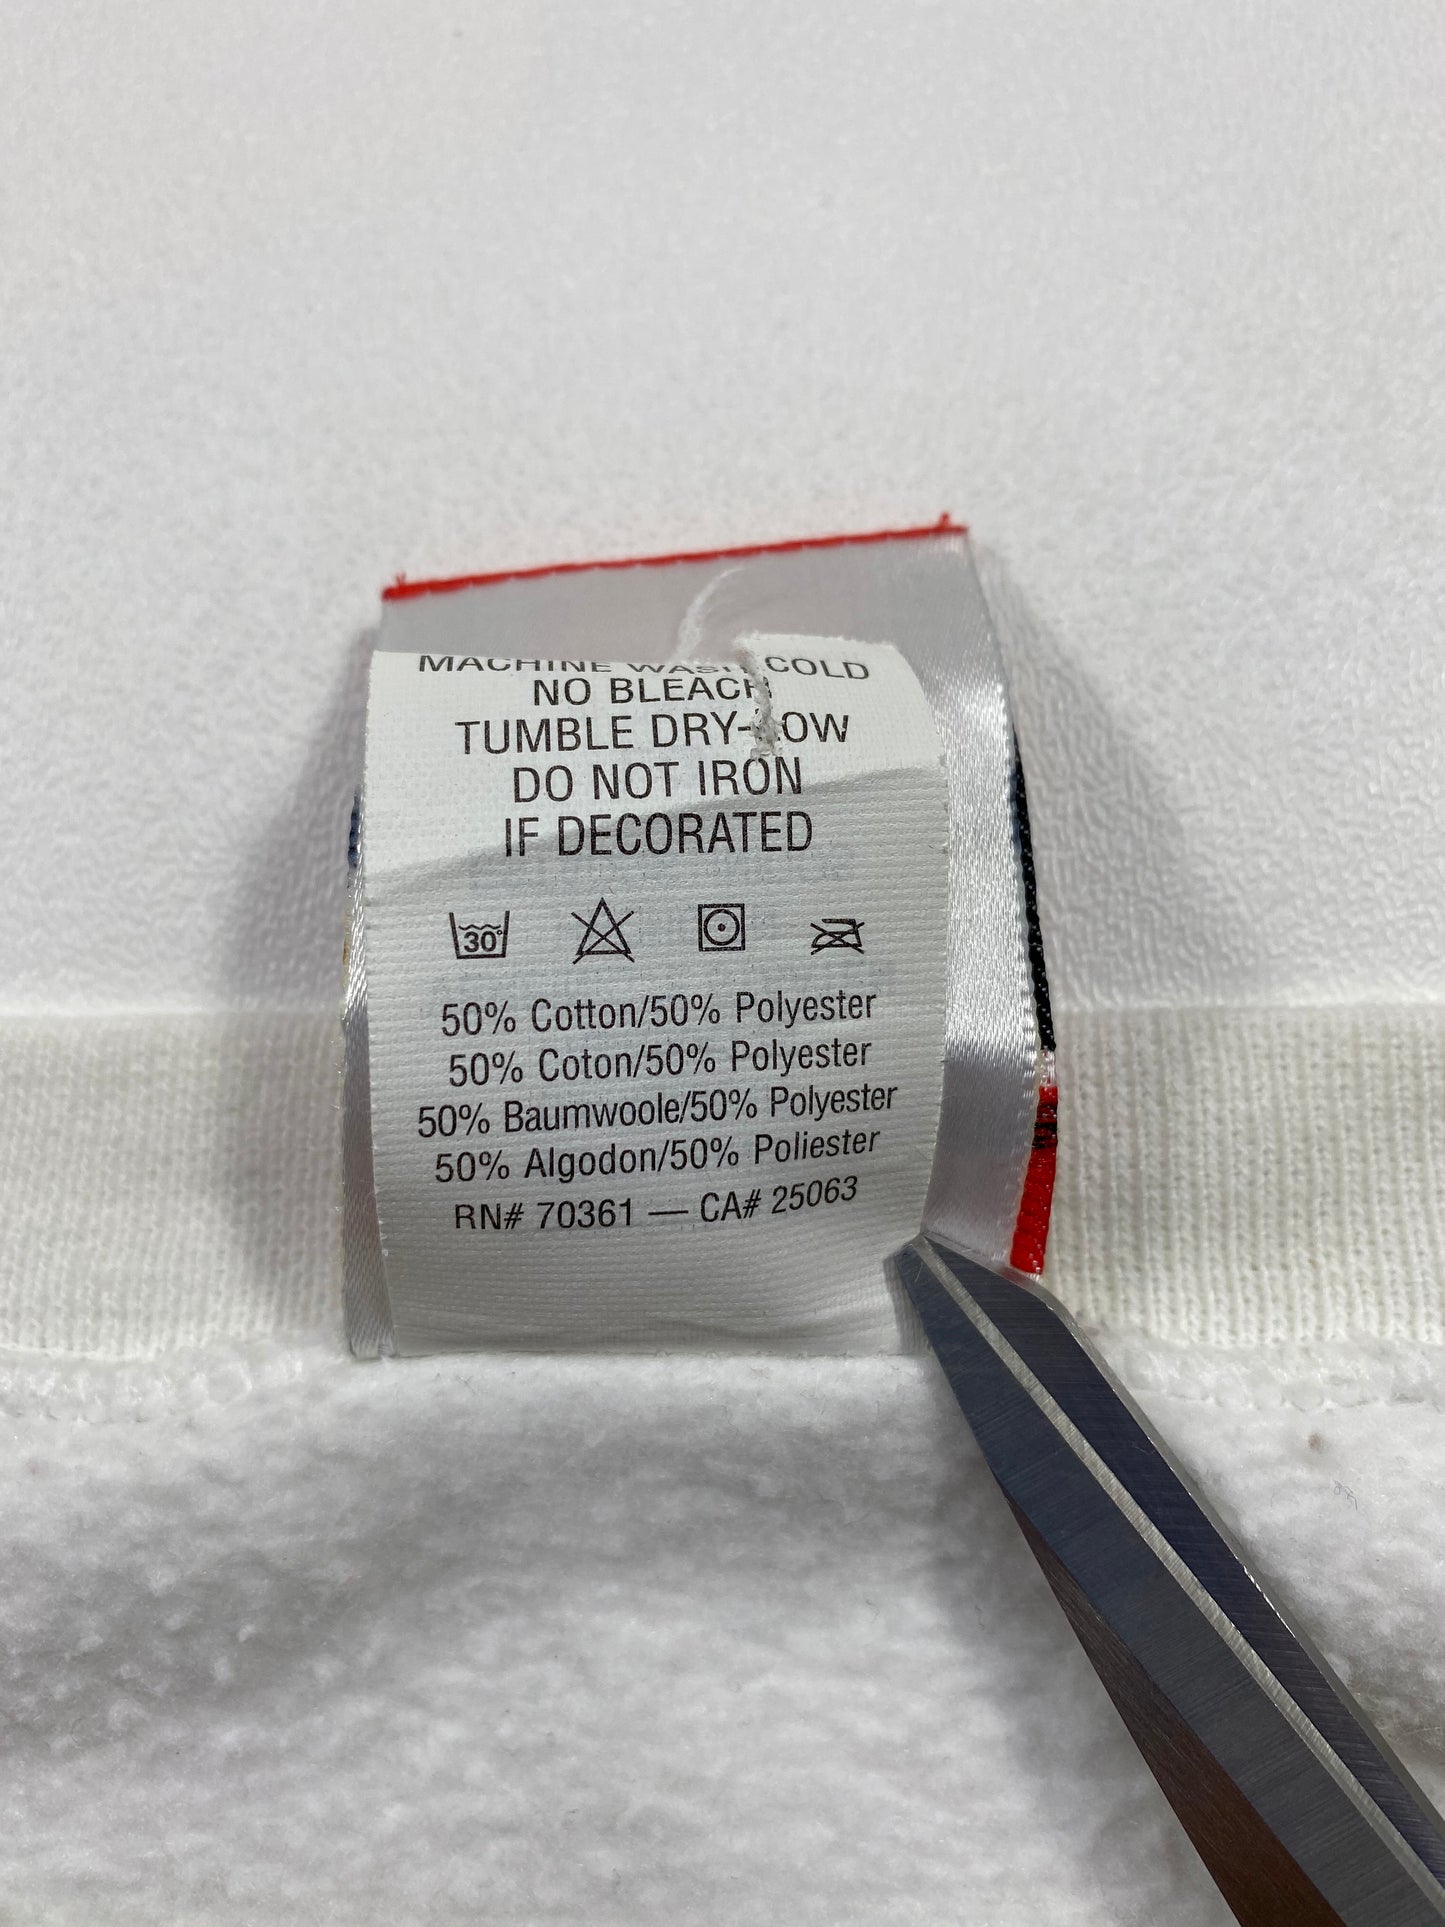 MACHINE WASH COLD
NO BLEACH
TUMBLE DRY-LOW
DO NOT IRON
IF DECORATED
30°
50% Cotton/50% Polyester
50% Coton/50% Polyester
50% Baumwoole/50% Polyester
50% Algodon/50% Poliester
RN# 70361 — CA# 25063